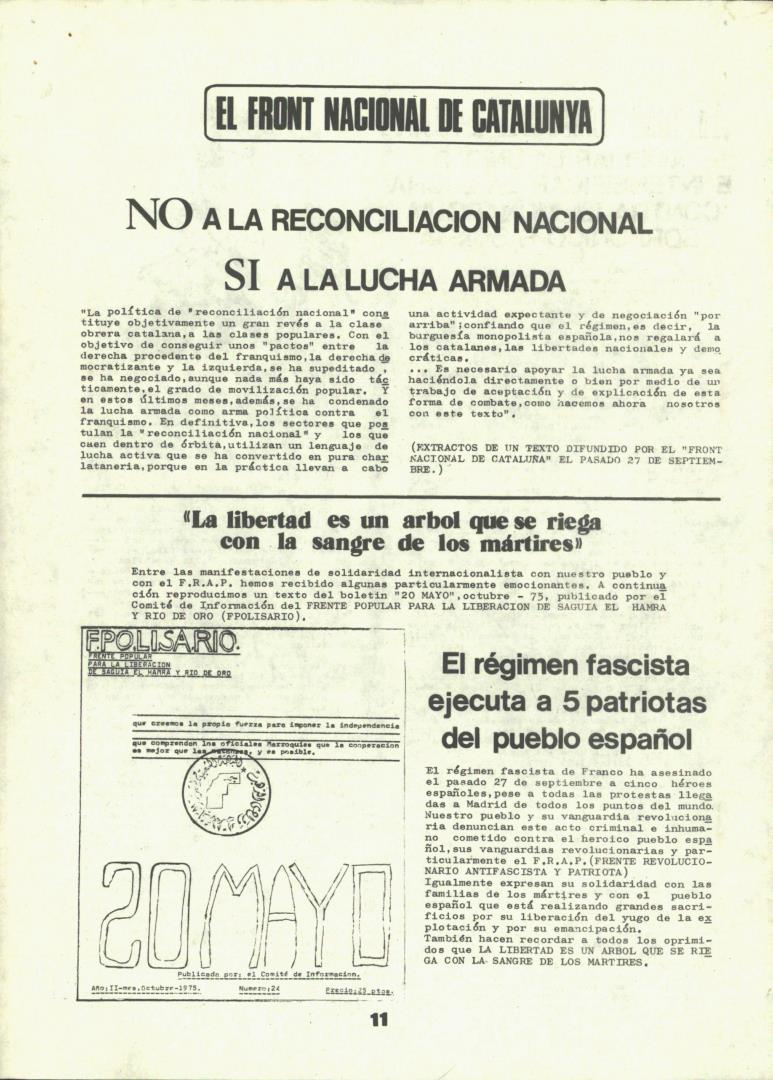 EL FRONT NACIONAL DE CATALUNYA
NO A LA RECONCILIACION NACIONAL
SI A LA LUCHA ARMADA
"La política de "reconciliación nacional" cons
tituye objetivamente un gran revés a la clase
obrera catalana,a las clases populares. Con el
objetivo de conseguir unos "pactos" entre la
derecha procedente del franquismo,la derecha de
mocratizante y la izquierda,se ha supeditado ,
se ha negociado,aunque nada más haya sido tác
ticamente,el grado de movilización popular. Y
en estos últimos meses,además,se ha condenado
la lucha armada como arma política contra el
franquismo. En definitiva,los sectores que pos
tulan la "reconciliación nacional" y los que
caen dentro de órbita,utilizan un lenguaje de
lucha activa que se ha convertido en pura char
lataneria,porque en la práctica llevan a cabo
una actividad expectante y de negociación "por
arriba";confiando que el régimen,es decir, la
burguesía monopolista española,nos regalará a
los catalanes,las libertades nacionales y demo
cráticas.
... Es necesario apoyar la lucha armada ya sea
haciéndola directamente o bien por medio de un
trabajo de aceptación y de explicación de esta
forma de combate,como hacemos ahora nosotros
con este texto".
(EXTRACTOS DE UN TEXTO DIFUNDIDO POR EL "FRONT
NACIONAL DE CATALUÑA" EL PASADO 27 DE SEPTIEM-
BRE.)
«La libertad es un arbol que se riega
con la sangre de los mártires»
Entre las manifestaciones de solidaridad internacionalista con nuestro pueblo y
con el F.R.A.P. hemos recibido algunas particularmente emocionantes. A continua
ción reproducimos un texto del boletin "20 MAYO",octubre - 75, publicado por el
Comité de Información del FRENTE POPULAR PARA LA LIBERACION DE SAGUIA EL HAMRA
Y RIO DE ORO (FPOLISARIO).
F.PO.LI.SA.RIO.
FRENTE POPULAR
PARA LA LIBERACION
DE SAGUIA EL HAMRA Y RIO DE ORO
que creemos la propia fuerza para imponer la independencia
que comprendan los oficiales Marroquies que la cooperacion
es mejor que las matanzas, y es posible.
20 MAYO
Publicado por: el Comité de Informacion.
Año:II-mes.Octubre-1975. Numero:24 Precio:25 ptos.
El régimen fascista
ejecuta a 5 patriotas
del pueblo español
El régimen fascista de Franco ha asesinado
el pasado 27 de septiembre a cinco héroes
españoles,pese a todas las protestas llega
das a Madrid de todos los puntos del mundo.
Nuestro pueblo y su vanguardia revoluciona
ria denuncian este acto criminal e inhuma-
no cometido contra el heroico pueblo espa
ñol,sus vanguardias revolucionarias y par-
ticularmente el F.R.A.P.(FRENTE REVOLUCIO-
NARIO ANTIFASCISTA Y PATRIOTA)
Igualmente expresan su solidaridad con las
familias de los mártires y con el pueblo
español que está realizando grandes sacri-
ficios por su liberación del yugo de la ex
plotación y por su emancipación.
También hacen recordar a todos los oprimi-
dos que LA LIBERTAD ES UN ARBOL QUE SE RIE
GA CON LA SANGRE DE LOS MARTIRES.
11